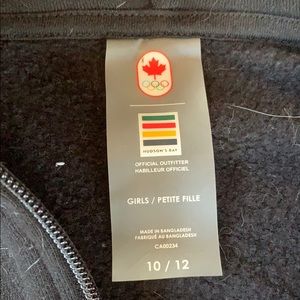 HUDSON'S BAY
OFFICIAL OUTFITTER
HABILLEUR OFFICIEL
GIRLS / PETITE FILLE
MADE IN BANGLADESH
FABRIQUÉ AU BANGLADESH
CA00234
10 / 12